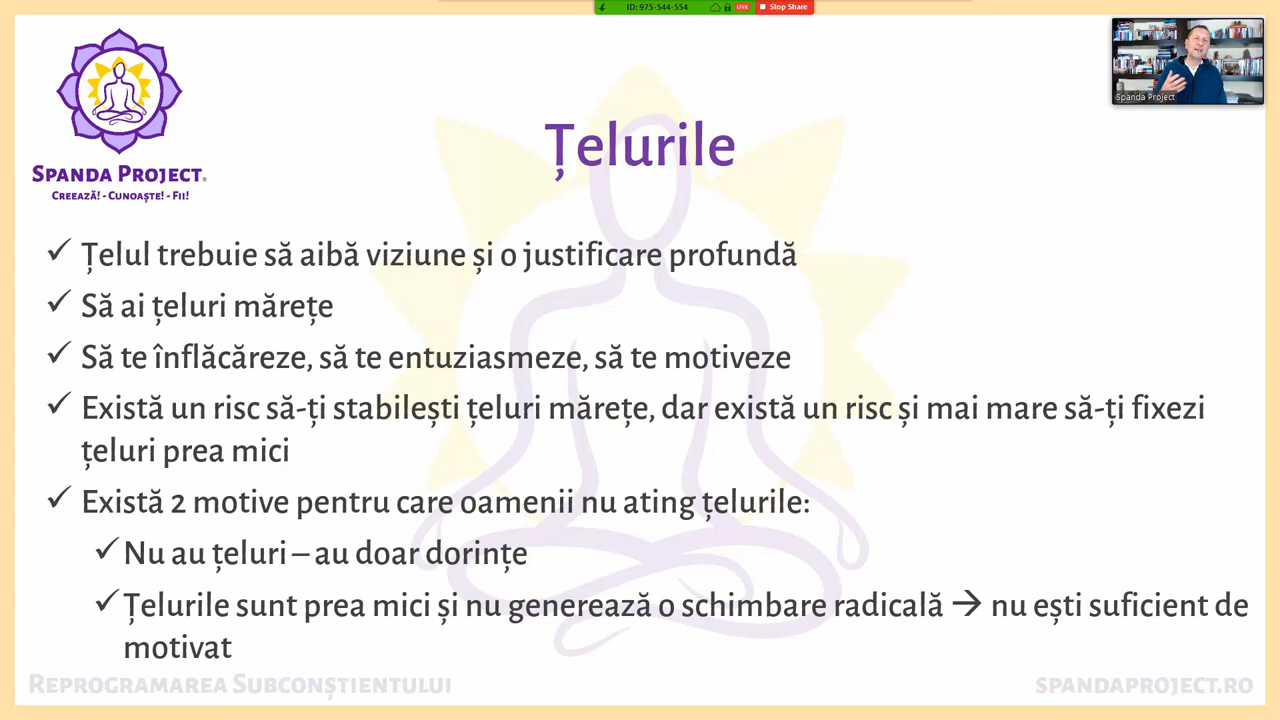 ID: 975-544-554
LIVE
Stop Share
Spanda Project
SPANDA PROJECT®
CREEAZĂ! - CUNOAȘTE! - FII!
Țelurile
✓ Țelul trebuie să aibă viziune și o justificare profundă
✓ Să ai țeluri mărețe
✓ Să te înflăcăreze, să te entuziasmeze, să te motiveze
✓ Există un risc să-ți stabilești țeluri mărețe, dar există un risc și mai mare să-ți fixezi
țeluri prea mici
✓ Există 2 motive pentru care oamenii nu ating țelurile:
✓ Nu au țeluri – au doar dorințe
✓ Țelurile sunt prea mici și nu generează o schimbare radicală → nu ești suficient de
motivat
REPROGRAMAREA SUBCONȘTIENTULUI
SPANDAPROJECT.RO